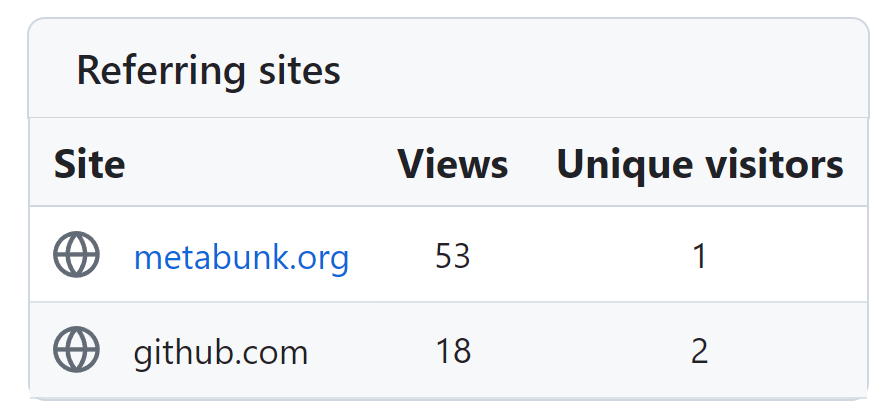 Referring sites
Site Views Unique visitors
metabunk.org 53 1
github.com 18 2